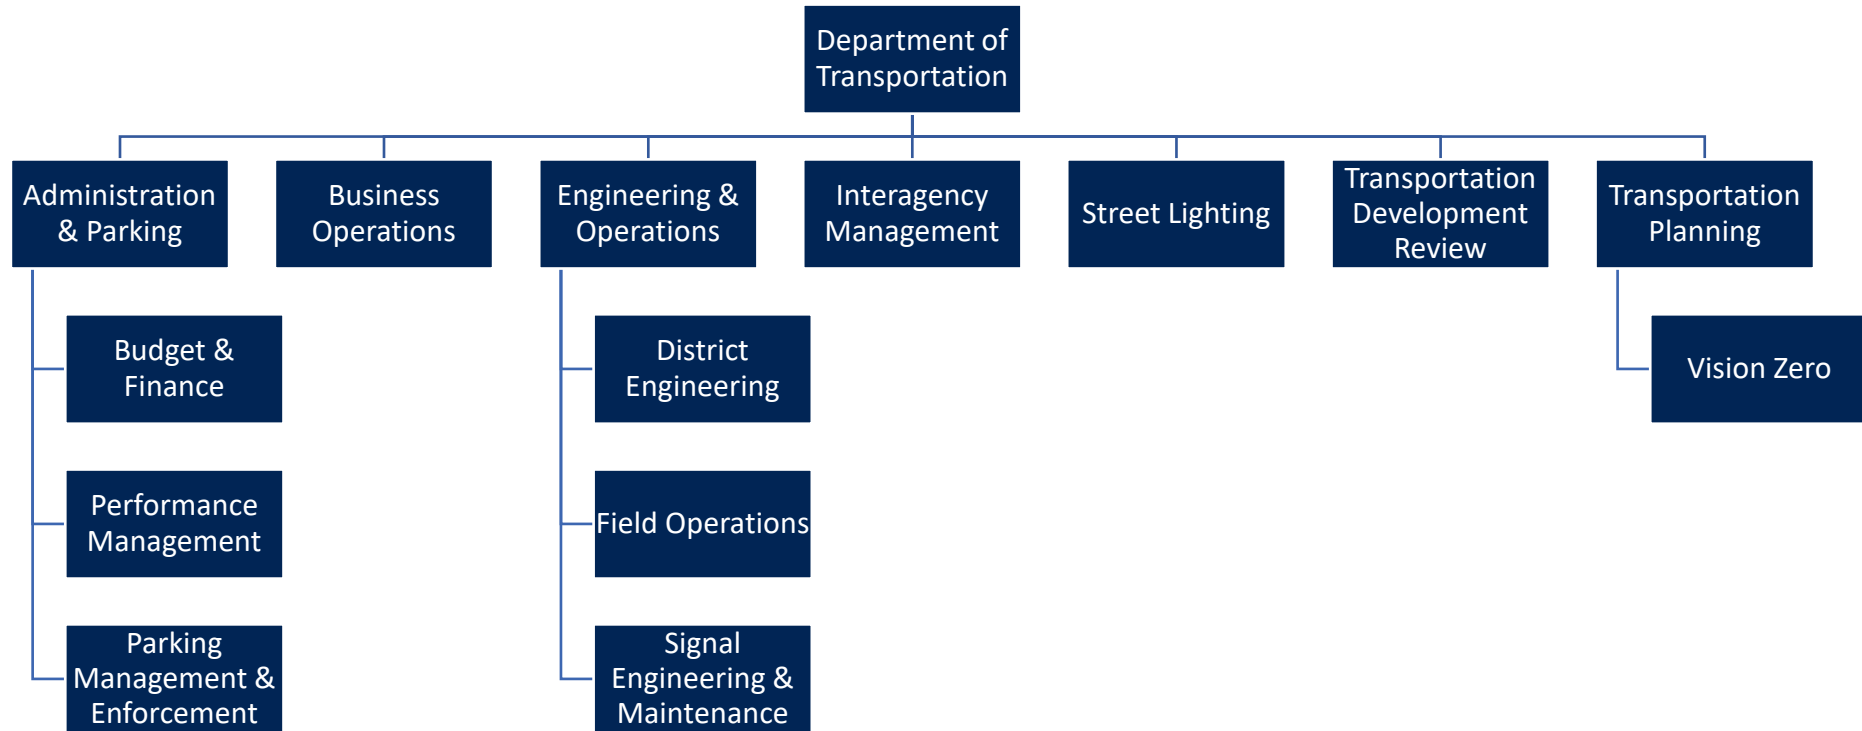 Department of
Transportation
Administration
& Parking
Business
Operations
Engineering &
Operations
Interagency
Management
Street Lighting
Transportation
Development
Review
Transportation
Planning
Budget &
Finance
District
Engineering
Vision Zero
Performance
Management
Field Operations
Parking
Management &
Enforcement
Signal
Engineering &
Maintenance